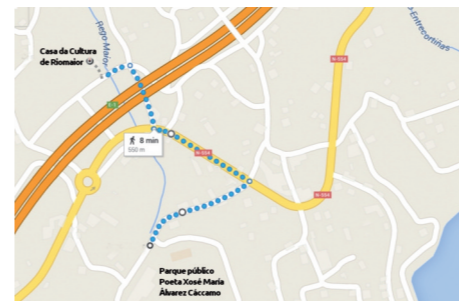 Rego Maior
Entrecortiñas
Casa da Cultura
de Riomaior
N-554
8 min
550 m
N-554
N-554
Parque público
Poeta Xosé María
Álvarez Cáccamo